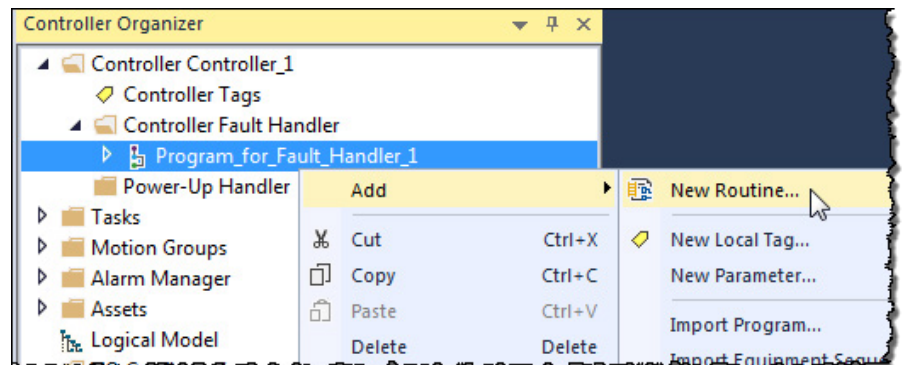 Controller Organizer
Controller Controller_1
Controller Tags
Controller Fault Handler
Program_for_Fault_Handler_1
Power-Up Handler
Add
New Routine...
Tasks
Motion Groups
Cut Ctrl+X
New Local Tag...
Alarm Manager
Copy Ctrl+C
New Parameter...
Assets
Paste Ctrl+V
Import Program...
Logical Model
Delete Delete
Import Equipment